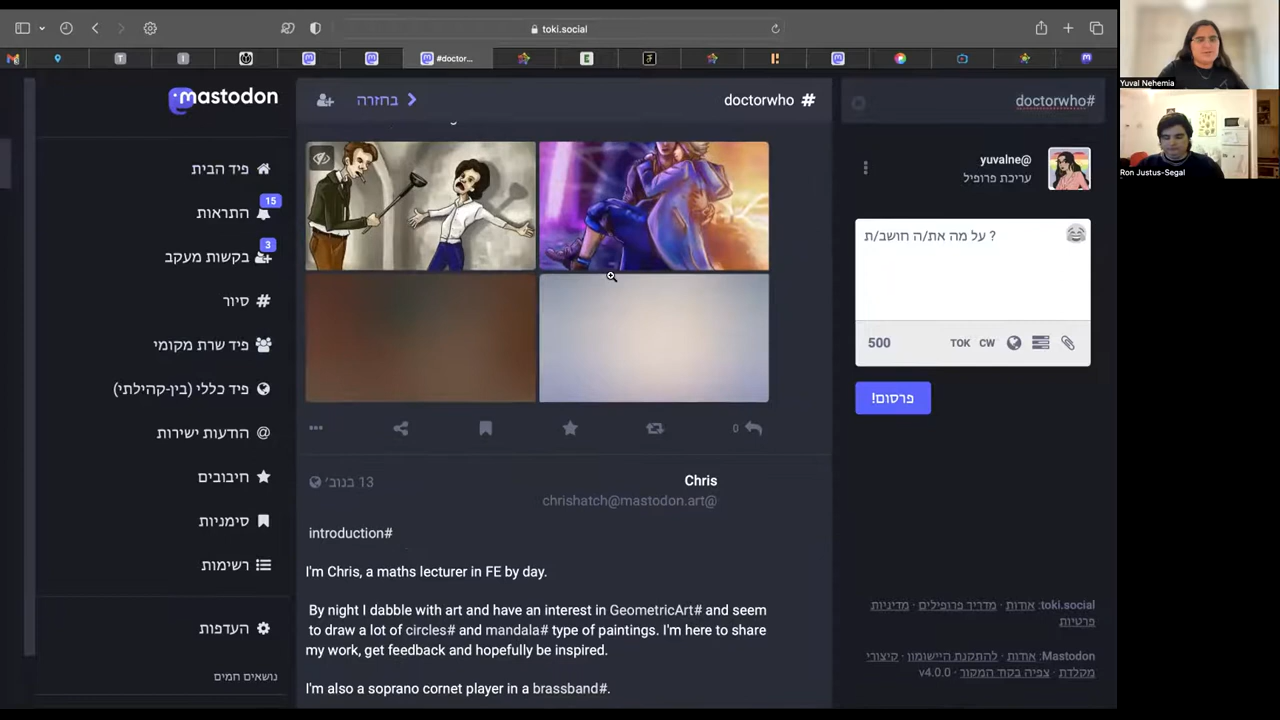 toki.social
#doctor...
mastodon
פיד הבית
15
התראות
3
בקשות מעקב
סיור
#
פיד שרת מקומי
פיד כללי (בין-קהילתי)
הודעות ישירות
@
חיבובים
סימניות
רשימות
העדפות
נושאים חמים
בחזרה
doctorwho #
0
Chris
13 בנוב׳
chrishatch@mastodon.art@
introduction#
I'm Chris, a maths lecturer in FE by day.
By night I dabble with art and have an interest in GeometricArt# and seem
to draw a lot of circles# and mandala# type of paintings. I'm here to share
my work, get feedback and hopefully be inspired.
I'm also a soprano cornet player in a brassband#.
doctorwho#
yuvalne@
עריכת פרופיל
על מה את/ה חושב/ת ?
500
TOK
CW
פרסום!
toki.social: אודות · מדריך פרופילים · מדיניות
פרטיות
Mastodon: אודות · להתקנת היישומון · קיצורי
מקלדת · צפיה בקוד המקור · v4.0.0
Yuval Nehemia
Ron Justus-Segal